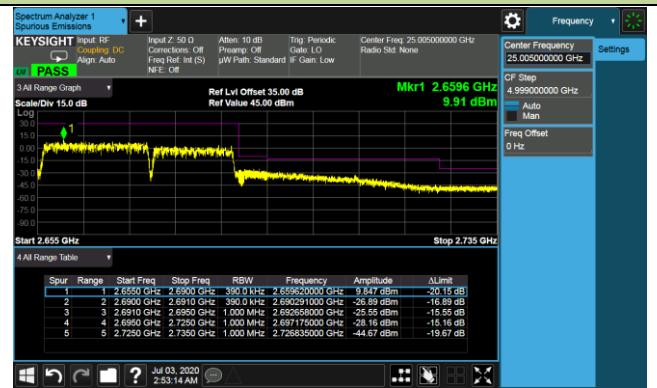 Spectrum Analyzer 1
Spurious Emissions
Frequency
KEYSIGHT
Input: RF
Coupling: DC
Align: Auto
Input Z: 50 Ω
Corrections: Off
Freq Ref: Int (S)
NFE: Off
Atten: 10 dB
Preamp: Off
µW Path: Standard
Trig: Periodic
Gate: LO
IF Gain: Low
Center Freq: 25.005000000 GHz
Radio Std: None
PASS
Center Frequency
25.005000000 GHz
Settings
CF Step
4.999000000 GHz
Auto
Man
Freq Offset
0 Hz
3 All Range Graph
Scale/Div 15.0 dB
Ref Lvl Offset 35.00 dB
Ref Value 45.00 dBm
Mkr1 2.6596 GHz
9.91 dBm
Log
30.0
15.0
0.00
-15.0
-30.0
-45.0
-60.0
-75.0
-90.0
1
Start 2.655 GHz
Stop 2.735 GHz
4 All Range Table
Spur Range Start Freq Stop Freq RBW Frequency Amplitude ΔLimit
1 1 2.6550 GHz 2.6900 GHz 390.0 kHz 2.659620000 GHz 9.847 dBm -20.15 dB
2 2 2.6900 GHz 2.6910 GHz 390.0 kHz 2.690291000 GHz -26.89 dBm -16.89 dB
3 3 2.6910 GHz 2.6950 GHz 1.000 MHz 2.692658000 GHz -25.55 dBm -15.55 dB
4 4 2.6950 GHz 2.7250 GHz 1.000 MHz 2.697175000 GHz -28.16 dBm -15.16 dB
5 5 2.7250 GHz 2.7350 GHz 1.000 MHz 2.726835000 GHz -44.67 dBm -19.67 dB
Jul 03, 2020
2:53:14 AM